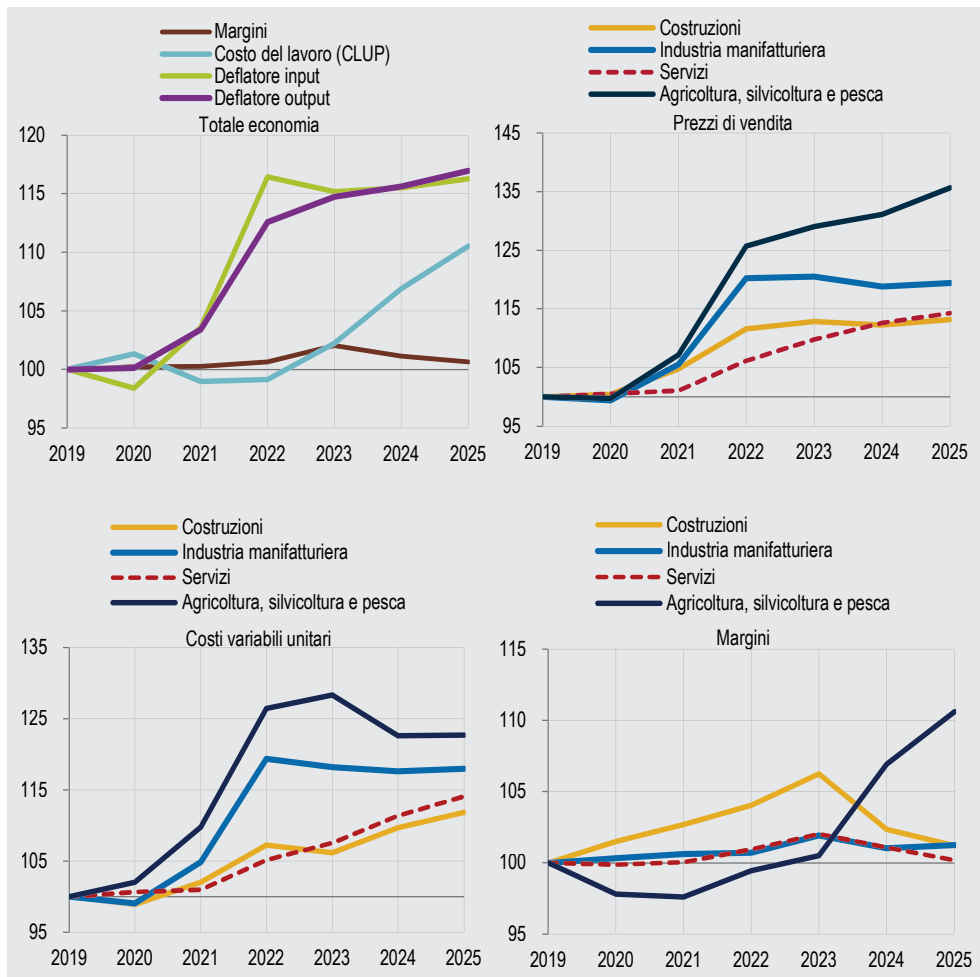 Margini
Costo del lavoro (CLUP)
Deflatore input
Deflatore output
Totale economia
120
115
110
105
100
95
2019 2020 2021 2022 2023 2024 2025
Costruzioni
Industria manifatturiera
Servizi
Agricoltura, silvicoltura e pesca
Prezzi di vendita
145
135
125
115
105
95
2019 2020 2021 2022 2023 2024 2025
Costruzioni
Industria manifatturiera
Servizi
Agricoltura, silvicoltura e pesca
Costi variabili unitari
135
125
115
105
95
2019 2020 2021 2022 2023 2024 2025
Costruzioni
Industria manifatturiera
Servizi
Agricoltura, silvicoltura e pesca
Margini
115
110
105
100
95
2019 2020 2021 2022 2023 2024 2025